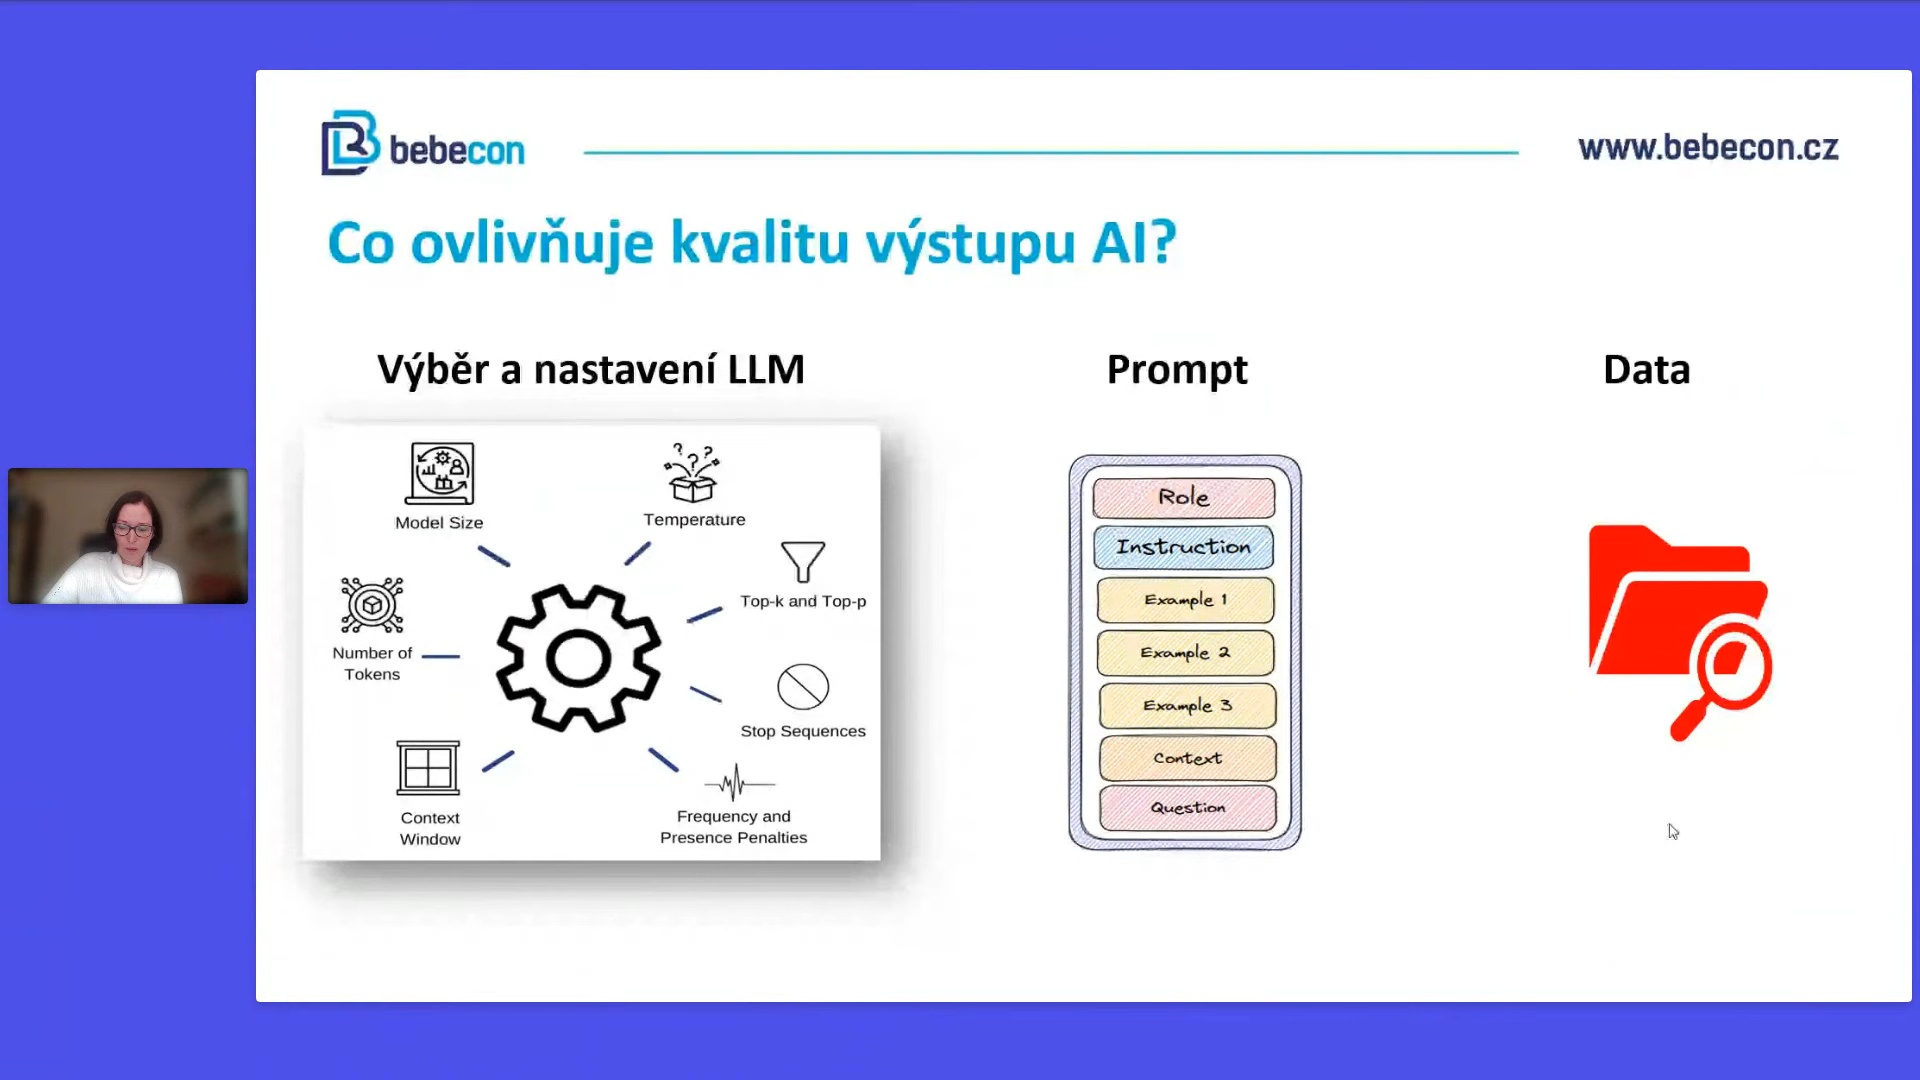 bebecon
www.bebecon.cz
Co ovlivňuje kvalitu výstupu AI?
Výběr a nastavení LLM
Model Size
Temperature
Top-k and Top-p
Number of
Tokens
Stop Sequences
Context
Window
Frequency and
Presence Penalties
Prompt
Role
Instruction
Example 1
Example 2
Example 3
Context
Question
Data